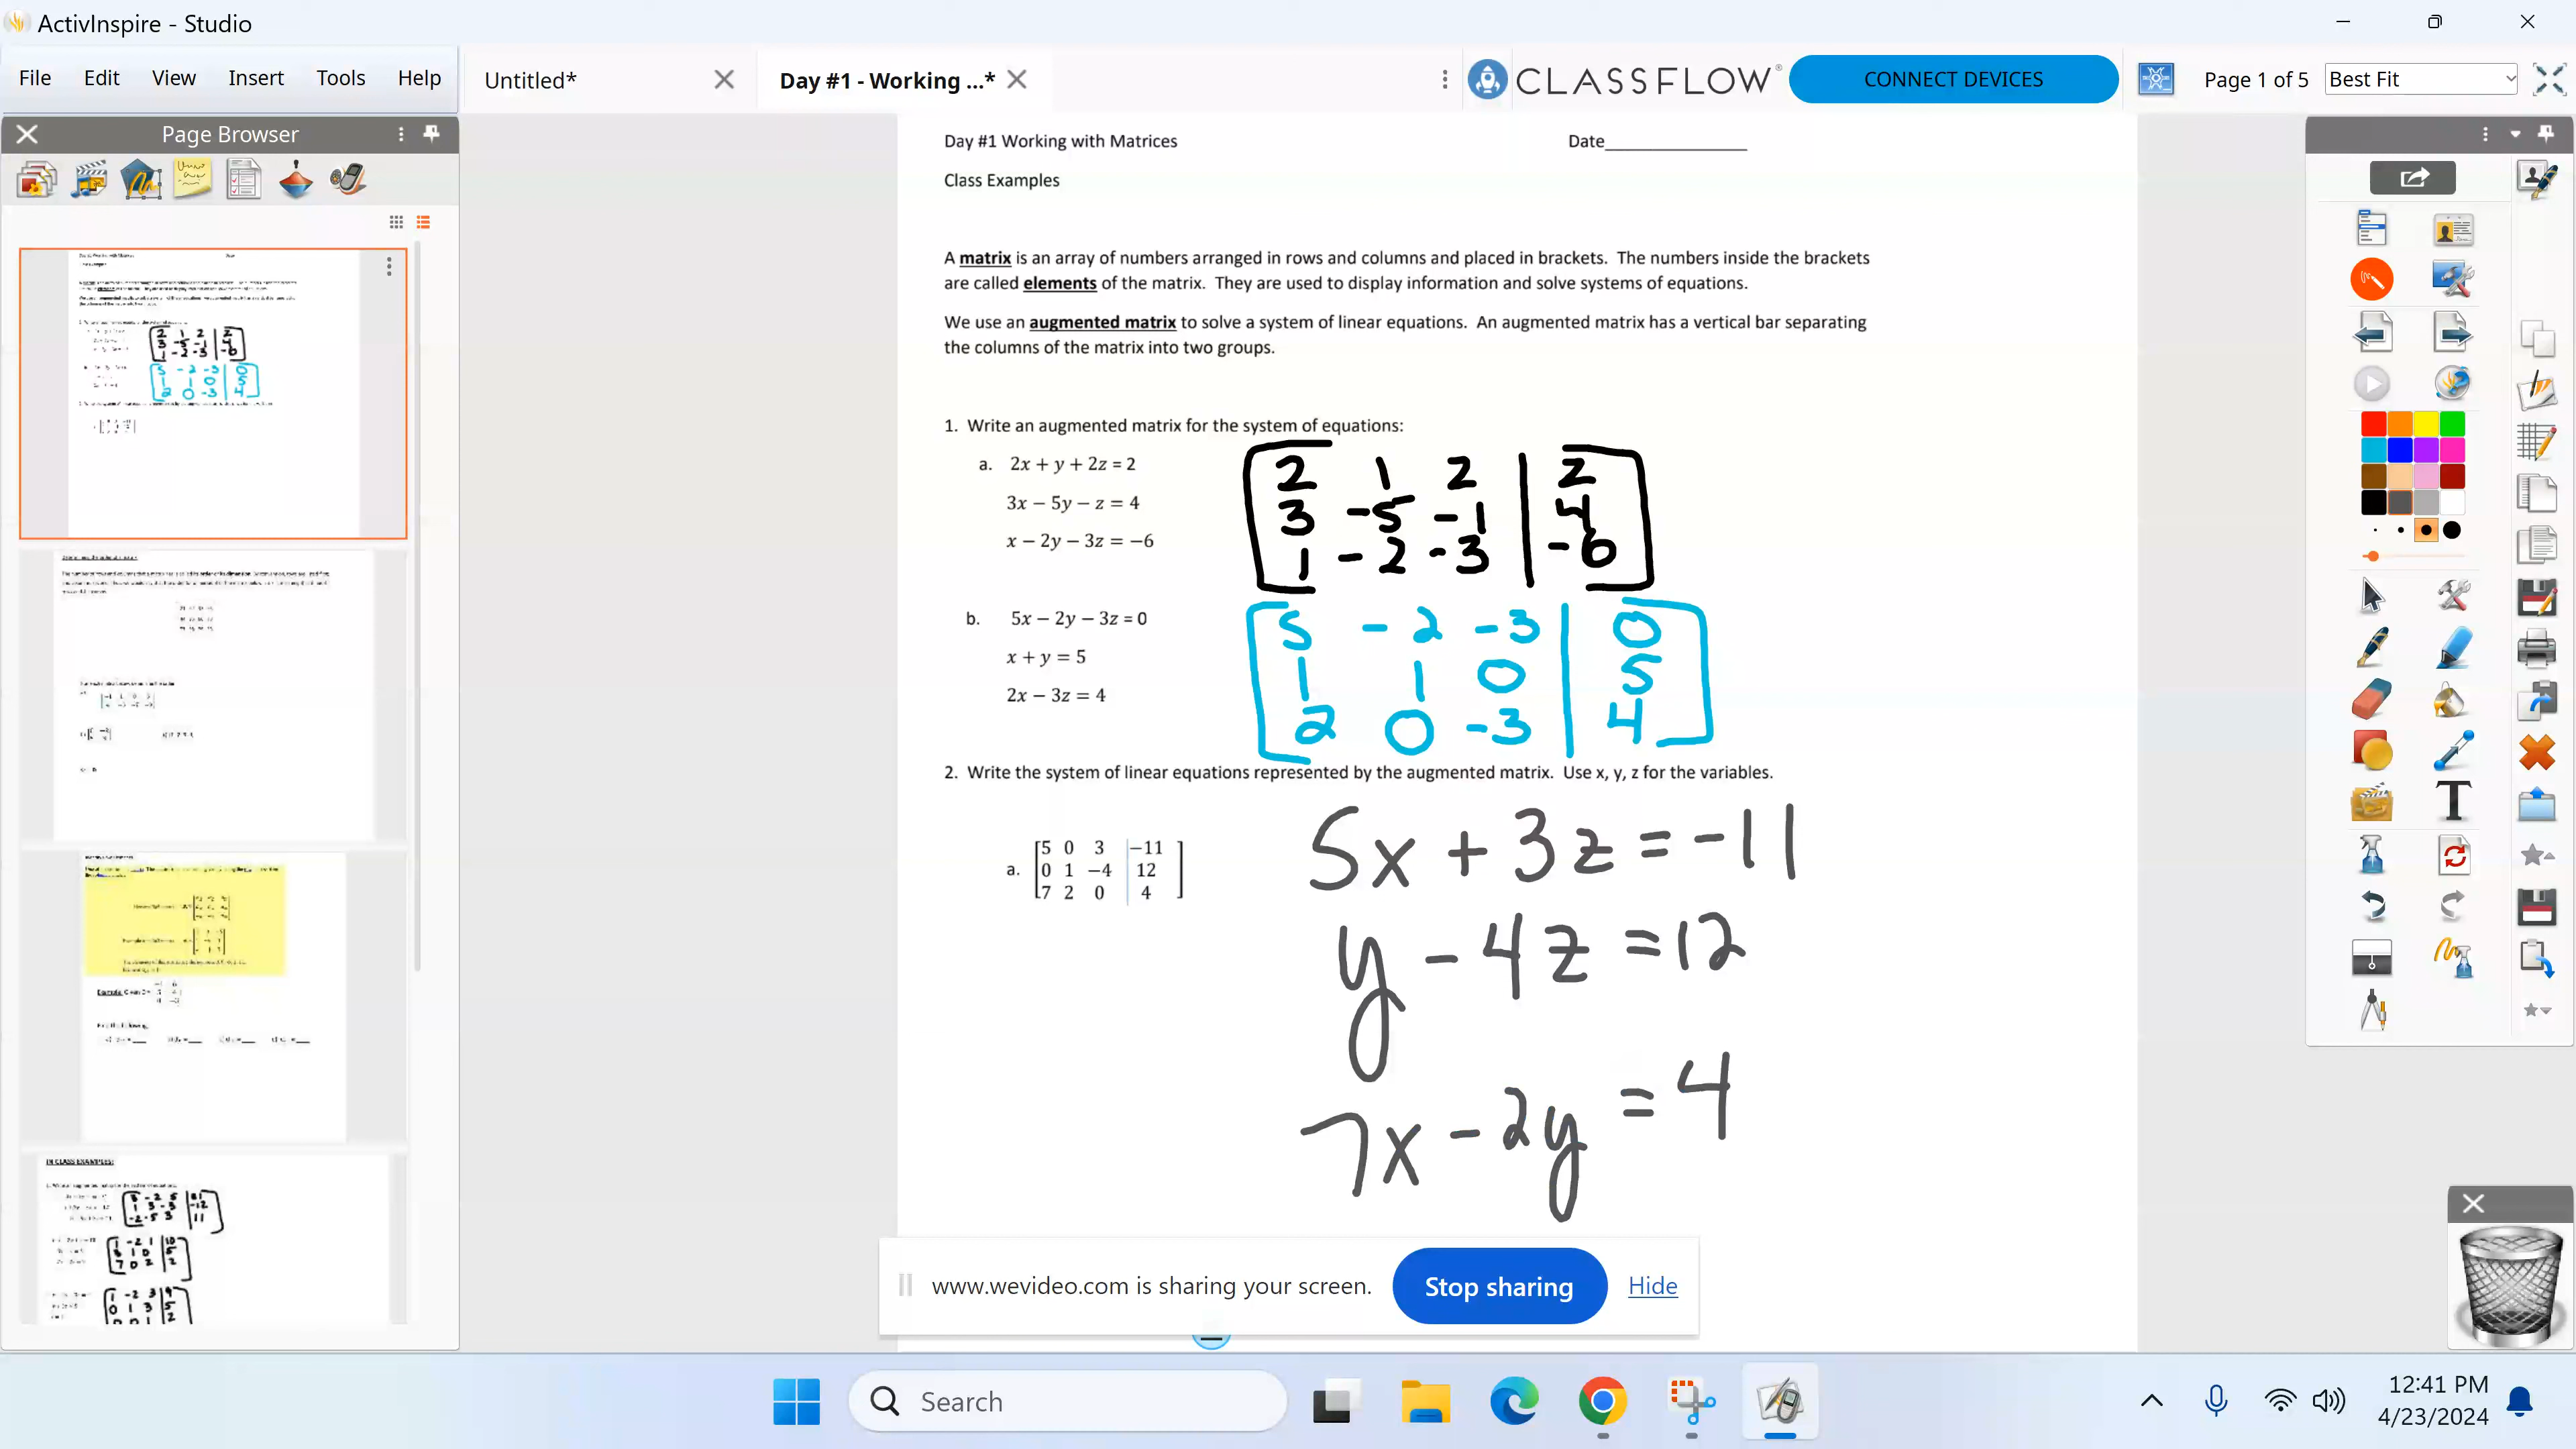 ActivInspire - Studio
File Edit View Insert Tools Help
Untitled*
Day #1 - Working ...*
CLASSFLOW
CONNECT DEVICES
Page 1 of 5
Best Fit
Page Browser
Day #1 Working with Matrices
Date_______________
Class Examples
A matrix is an array of numbers arranged in rows and columns and placed in brackets. The numbers inside the brackets
are called elements of the matrix. They are used to display information and solve systems of equations.
We use an augmented matrix to solve a system of linear equations. An augmented matrix has a vertical bar separating
the columns of the matrix into two groups.
1. Write an augmented matrix for the system of equations:
a. 2x + y + 2z = 2
3x − 5y − z = 4
x − 2y − 3z = −6
2 1 2 | 2
3 -5 -1 | 4
1 -2 -3 | -6
b. 5x − 2y − 3z = 0
x + y = 5
2x − 3z = 4
5 -2 -3 | 0
1 1 0 | 5
2 0 -3 | 4
2. Write the system of linear equations represented by the augmented matrix. Use x, y, z for the variables.
a. [5 0 3 | −11
0 1 −4 | 12
7 2 0 | 4]
5x + 3z = -11
y - 4z = 12
7x - 2y = 4
IN CLASS EXAMPLES:
www.wevideo.com is sharing your screen.
Stop sharing
Hide
Search
12:41 PM
4/23/2024